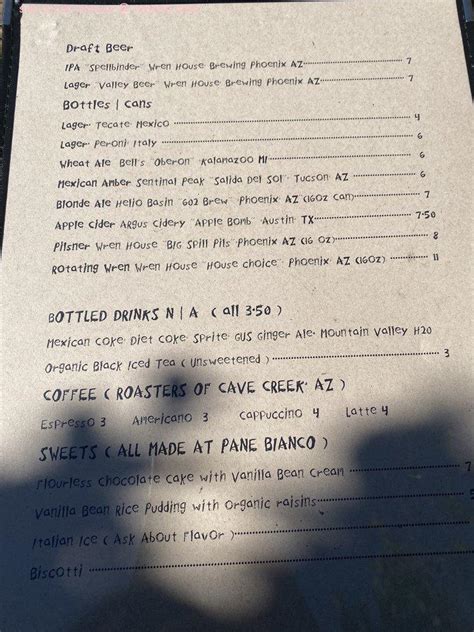 Draft Beer
IPA "Spellbinder" Wren House Brewing Phoenix AZ 7
Lager "Valley Beer" Wren House Brewing Phoenix AZ 7
Bottles | Cans
Lager Tecate Mexico 4
Lager Peroni Italy 6
Wheat Ale Bell's "Oberon" Kalamazoo MI 6
Mexican Amber Sentinal Peak "Salida Del Sol" Tucson AZ 6
Blonde Ale Helio Basin "602 Brew" Phoenix AZ (16oz can) 7
Apple Cider Argus Cidery "Apple Bomb" Austin TX 7.50
Pilsner Wren House "Big Spill Pils" Phoenix AZ (16 oz) 8
Rotating Wren Wren House "House choice" Phoenix AZ (16oz) 11
BOTTLED DRINKS N | A ( all 3.50 )
Mexican Coke Diet Coke Sprite GUS Ginger Ale Mountain Valley H20
Organic Black Iced Tea ( unsweetened ) 3
COFFEE ( ROASTERS OF CAVE CREEK AZ )
Espresso 3 Americano 3 Cappuccino 4 Latte 4
SWEETS ( ALL MADE AT PANE BIANCO )
Flourless Chocolate Cake with Vanilla Bean Cream 7
Vanilla Bean Rice Pudding with Organic raisins
Italian Ice ( Ask About Flavor )
Biscotti